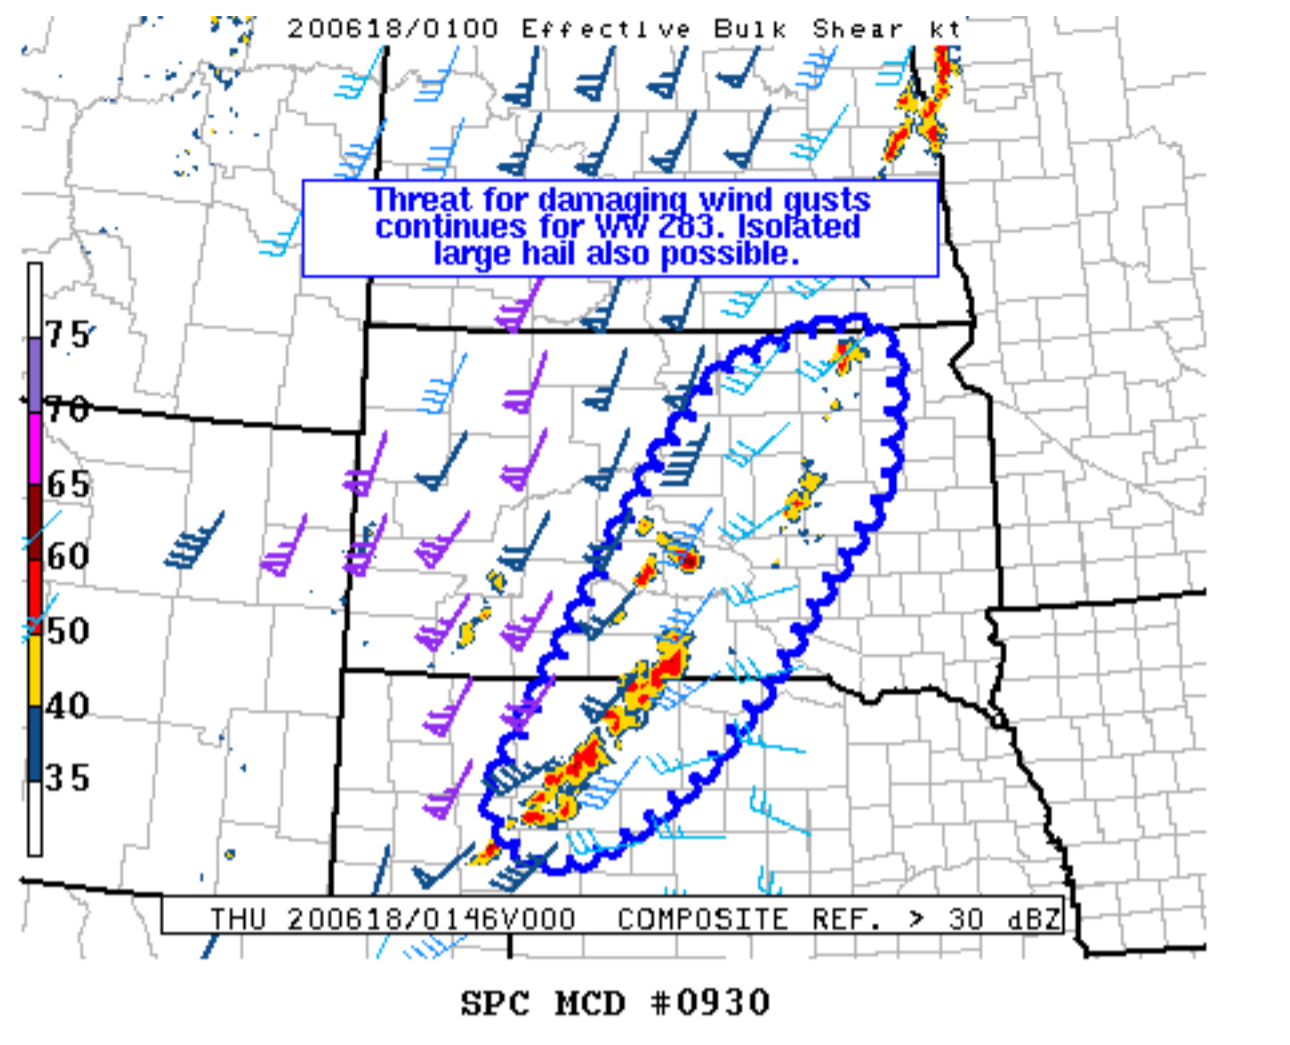 200618/0100 Effective Bulk Shear kt
Threat for damaging wind gusts
continues for WW 283. Isolated
large hail also possible.
75
70
65
60
50
40
35
THU 200618/0146V000 COMPOSITE REF. > 30 dBZ
SPC MCD #0930